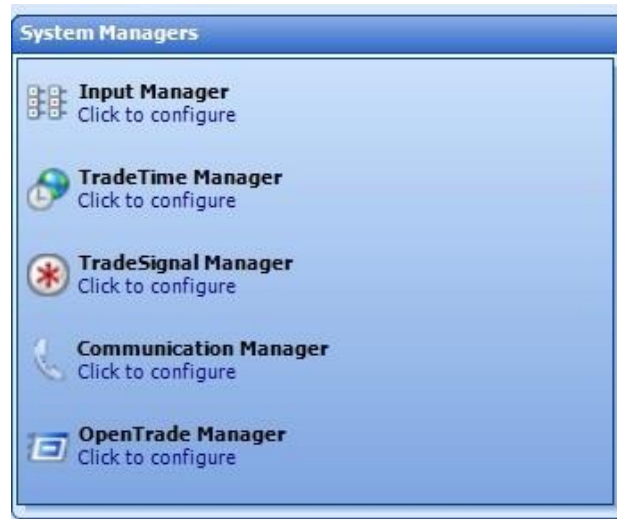 System Managers
Input Manager
Click to configure
TradeTime Manager
Click to configure
TradeSignal Manager
Click to configure
Communication Manager
Click to configure
OpenTrade Manager
Click to configure